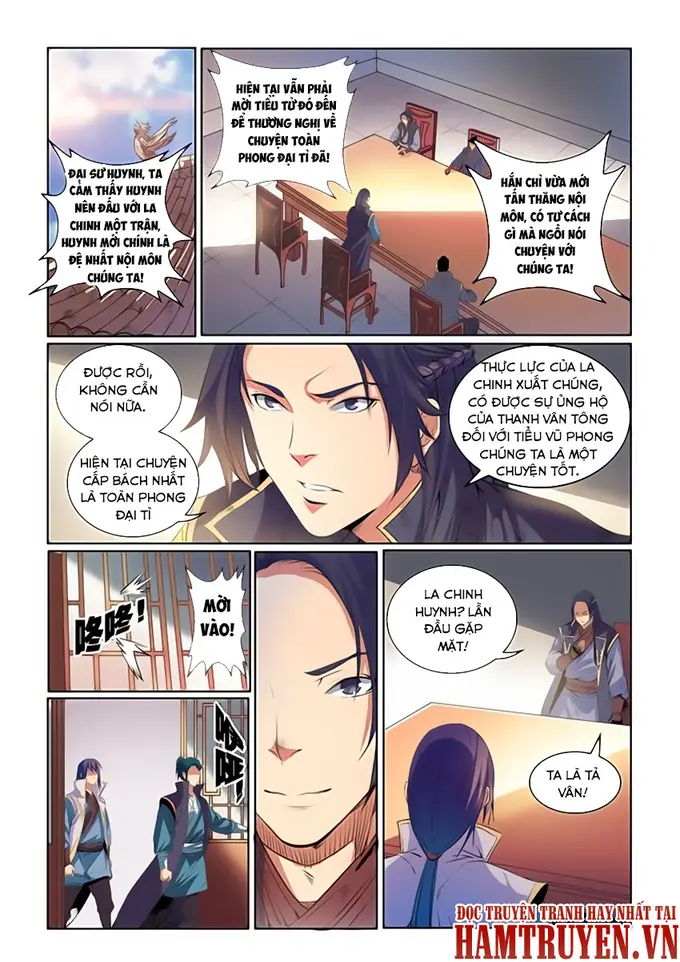 ĐẠI SƯ HUYNH, TA
CẢM THẤY HUYNH
NÊN ĐẤU VỚI LA
CHINH MỘT TRẬN,
HUYNH MỚI CHÍNH LÀ
ĐỆ NHẤT NỘI MÔN
CHÚNG TA!
HIỆN TẠI VẪN PHẢI
MỜI TIỂU TỬ ĐÓ ĐẾN
ĐỂ THƯƠNG NGHỊ VỀ
CHUYỆN TOÀN
PHONG ĐẠI TỈ ĐÃ!
HẮN CHỈ VỪA MỚI
TẤN THĂNG NỘI
MÔN, CÓ TƯ CÁCH
GÌ MÀ NGỒI NÓI
CHUYỆN VỚI
CHÚNG TA!
ĐƯỢC RỒI,
KHÔNG CẦN
NÓI NỮA.
HIỆN TẠI CHUYỆN
CẤP BÁCH NHẤT
LÀ TOÀN PHONG
ĐẠI TỈ
THỰC LỰC CỦA LA
CHINH XUẤT CHÚNG,
CÓ ĐƯỢC SỰ ỦNG HỘ
CỦA THANH VÂN TÔNG
ĐỐI VỚI TIỂU VŨ PHONG
CHÚNG TA LÀ MỘT
CHUYỆN TỐT.
咚咚!
MỜI
VÀO!
LA CHINH
HUYNH? LẦN
ĐẦU GẶP
MẶT!
TA LÀ TẢ
VÂN!
ĐỌC TRUYỆN TRANH HAY NHẤT TẠI
HAMTRUYEN.VN